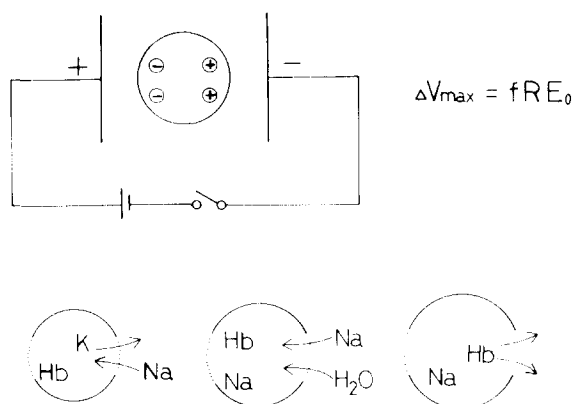 + −
⊖ ⊕
⊖ ⊕
ΔVmax = fRE₀
K
Hb Na
Hb Na
Na H₂O
Hb
Na